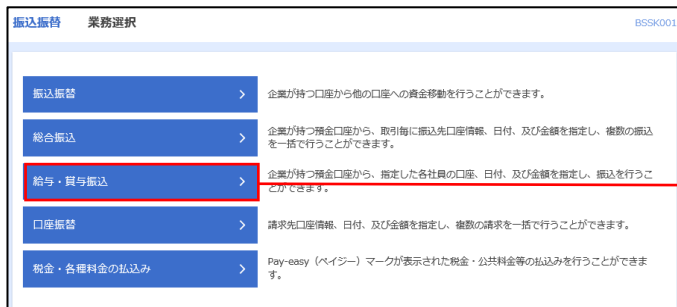 振込振替 業務選択 BSSK001
振込振替 企業が持つ口座から他の口座への資金移動を行うことができます。
総合振込 企業が持つ預金口座から、取引毎に振込先口座情報、日付、及び金額を指定し、複数の振込
を一括で行うことができます。
給与・賞与振込 企業が持つ預金口座から、指定した各社員の口座、日付、及び金額を指定し、振込を行うこ
とができます。
口座振替 請求先口座情報、日付、及び金額を指定し、複数の請求を一括で行うことができます。
税金・各種料金の払込み Pay-easy（ペイジー）マークが表示された税金・公共料金等の払込みを行うことができま
す。